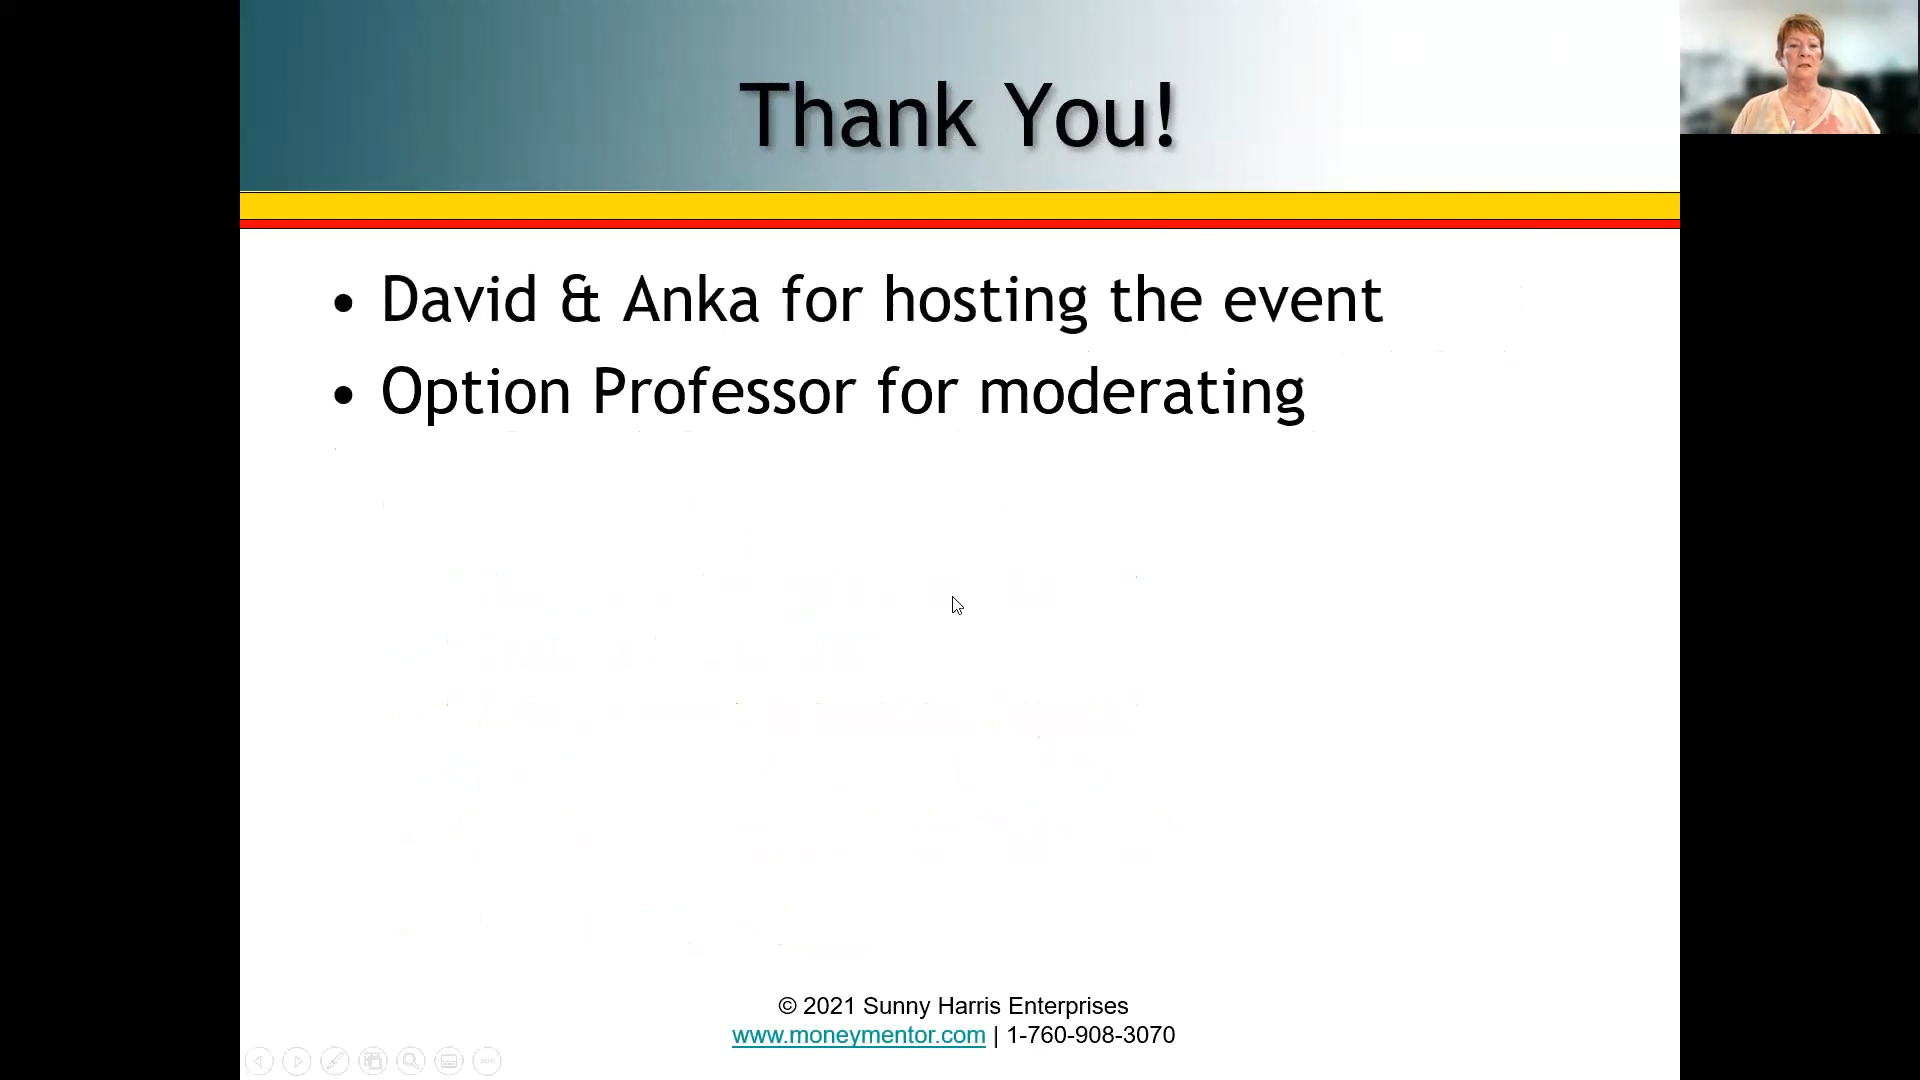 Thank You!
• David & Anka for hosting the event
• Option Professor for moderating
© 2021 Sunny Harris Enterprises
www.moneymentor.com | 1-760-908-3070